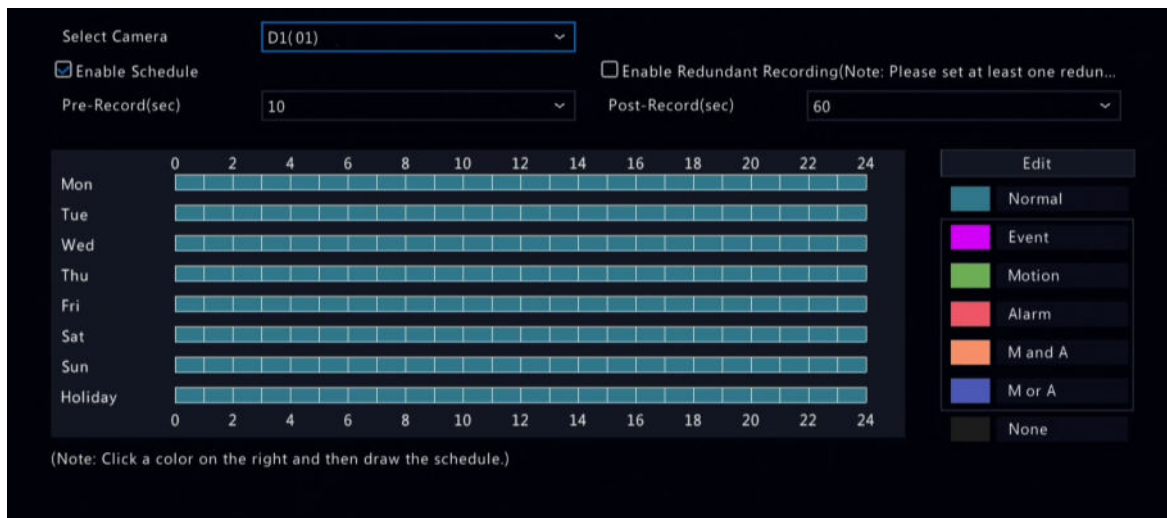 Select Camera D1(01)
Enable Schedule Enable Redundant Recording(Note: Please set at least one redun...
Pre-Record(sec) 10 Post-Record(sec) 60
0 2 4 6 8 10 12 14 16 18 20 22 24 Edit
Mon
Normal
Tue
Event
Wed
Thu Motion
Fri
Alarm
Sat
M and A
Sun
Holiday M or A
0 2 4 6 8 10 12 14 16 18 20 22 24
None
(Note: Click a color on the right and then draw the schedule.)